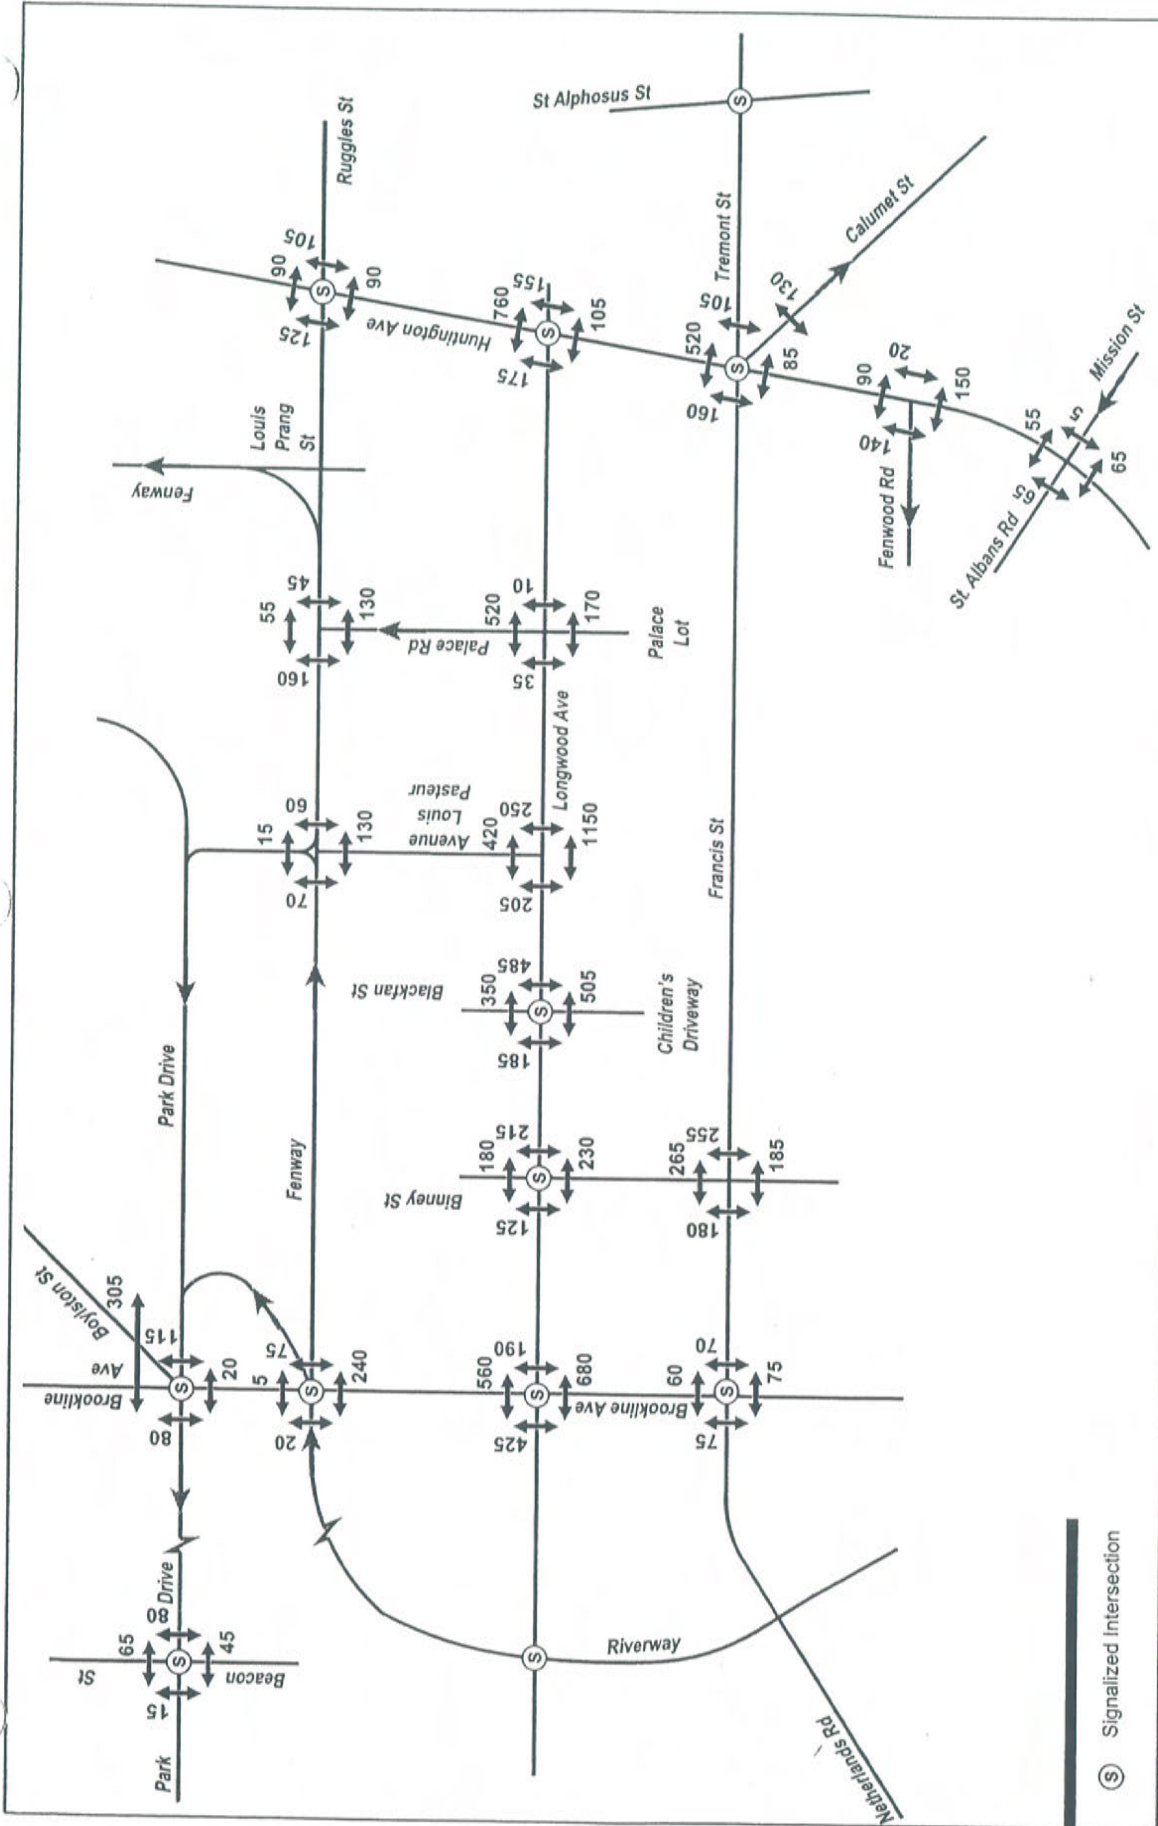 St Alphosus St
Ruggles St
105
90
90
125
Huntington Ave
Louis
Prang
St
Fenway
760
155
105
175
Tremont St
Calumet St
105
130
520
85
160
90
20
150
140
Fenwood Rd
Mission St
55
5
65
65
St. Albans Rd
45
55
130
160
Palace Rd
10
520
170
35
Palace
Lot
Longwood Ave
60
15
130
70
Avenue
Louis
Pasteur
250
420
1150
205
Francis St
Park Drive
Fenway
Blackfan St
485
350
505
185
Children's
Driveway
Binney St
215
180
230
125
255
265
185
180
Boylston St
305
115
20
80
Brookline
Ave
75
5
240
20
190
560
680
425
Brookline Ave
70
60
75
75
Park
Drive
80
65
45
15
Beacon
St
Riverway
Netherlands Rd
S Signalized Intersection